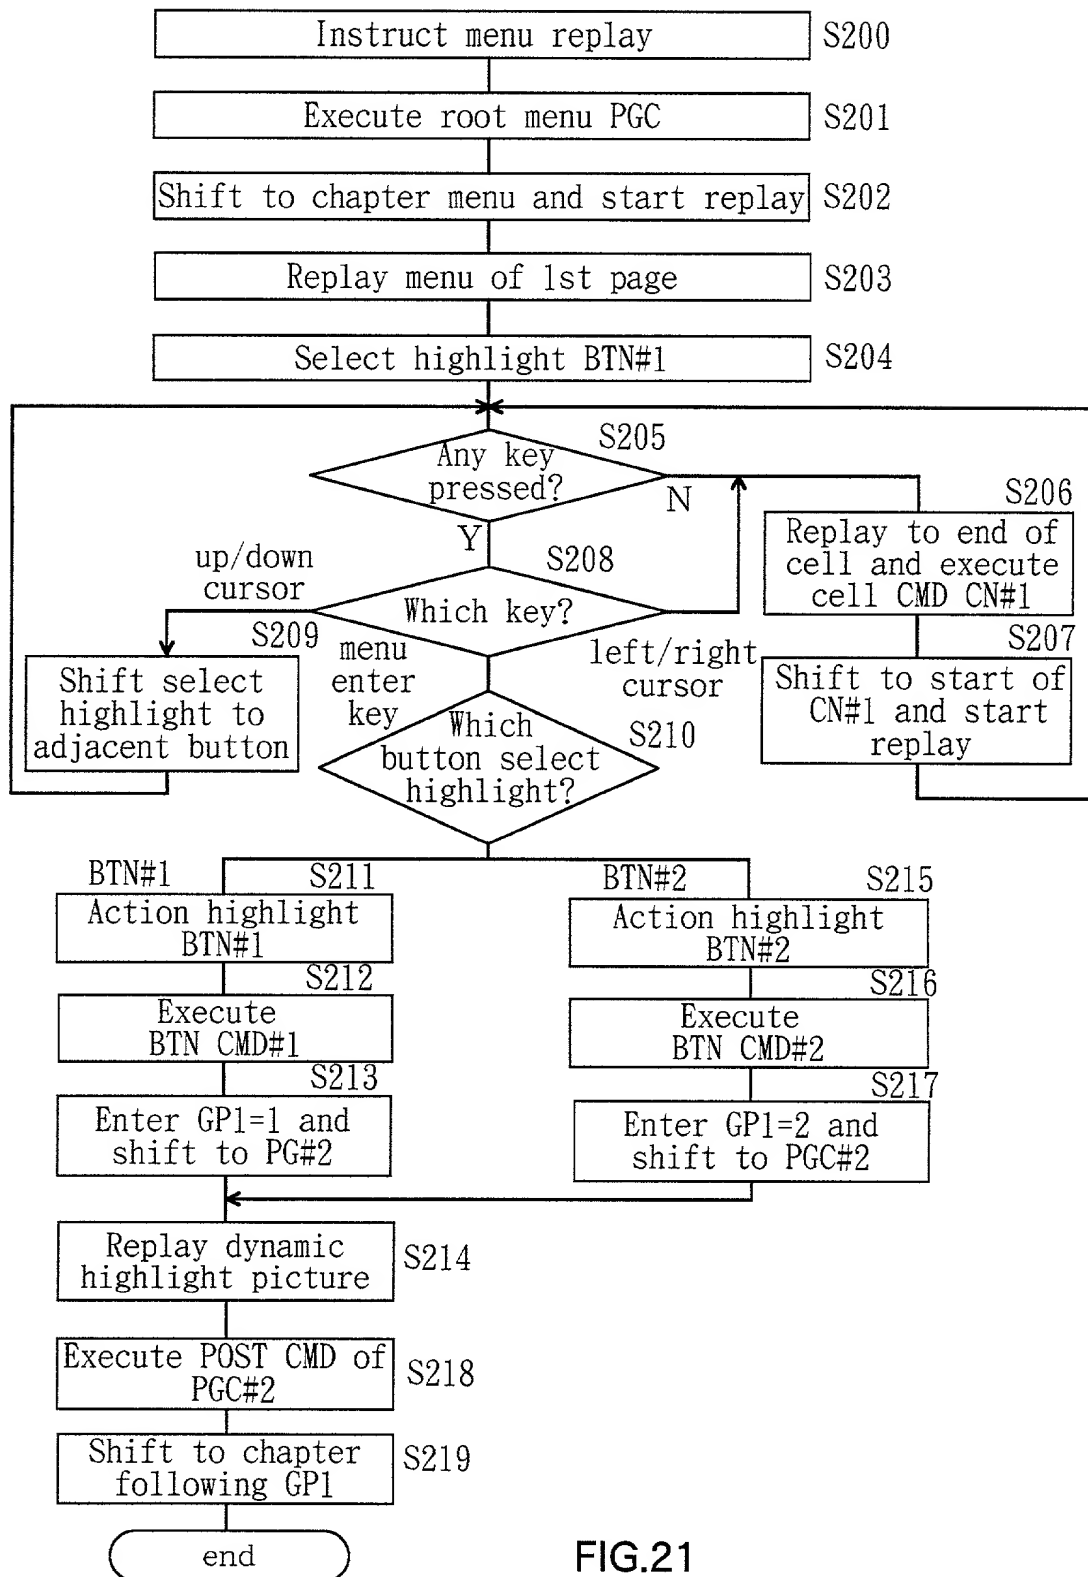 Instruct menu replay
S200
Execute root menu PGC
S201
Shift to chapter menu and start replay
S202
Replay menu of 1st page
S203
Select highlight BTN#1
S204
S205
Any key
pressed?
N
Y
S206
Replay to end of
cell and execute
cell CMD CN#1
S207
Shift to start of
CN#1 and start
replay
S208
Which key?
up/down
cursor
menu
enter
key
left/right
cursor
S209
Shift select
highlight to
adjacent button
S210
Which
button select
highlight?
BTN#1
S211
Action highlight
BTN#1
S212
Execute
BTN CMD#1
S213
Enter GP1=1 and
shift to PG#2
BTN#2
S215
Action highlight
BTN#2
S216
Execute
BTN CMD#2
S217
Enter GP1=2 and
shift to PGC#2
Replay dynamic
highlight picture
S214
Execute POST CMD of
PGC#2
S218
Shift to chapter
following GP1
S219
end
FIG.21